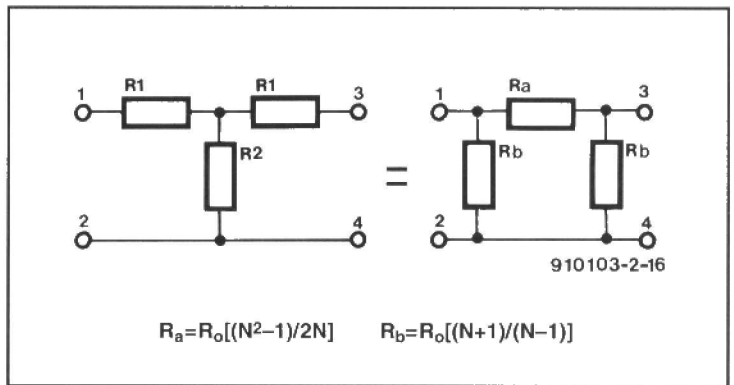 R1 R1 Ra
1 3 1 3
R2 = Rb Rb
2 4 2 4
910103-2-16
Ra=Ro[(N²–1)/2N] Rb=Ro[(N+1)/(N–1)]